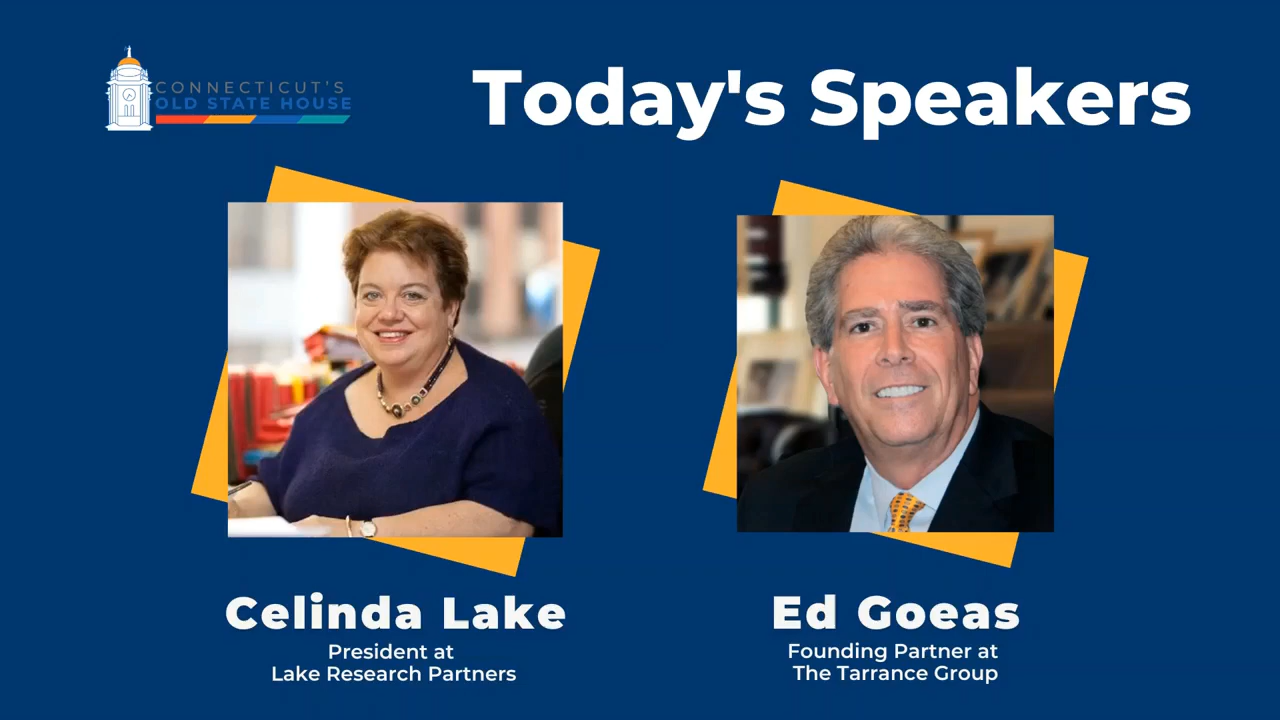 CONNECTICUT'S
OLD STATE HOUSE
Today's Speakers
Celinda Lake
President at
Lake Research Partners
Ed Goeas
Founding Partner at
The Tarrance Group